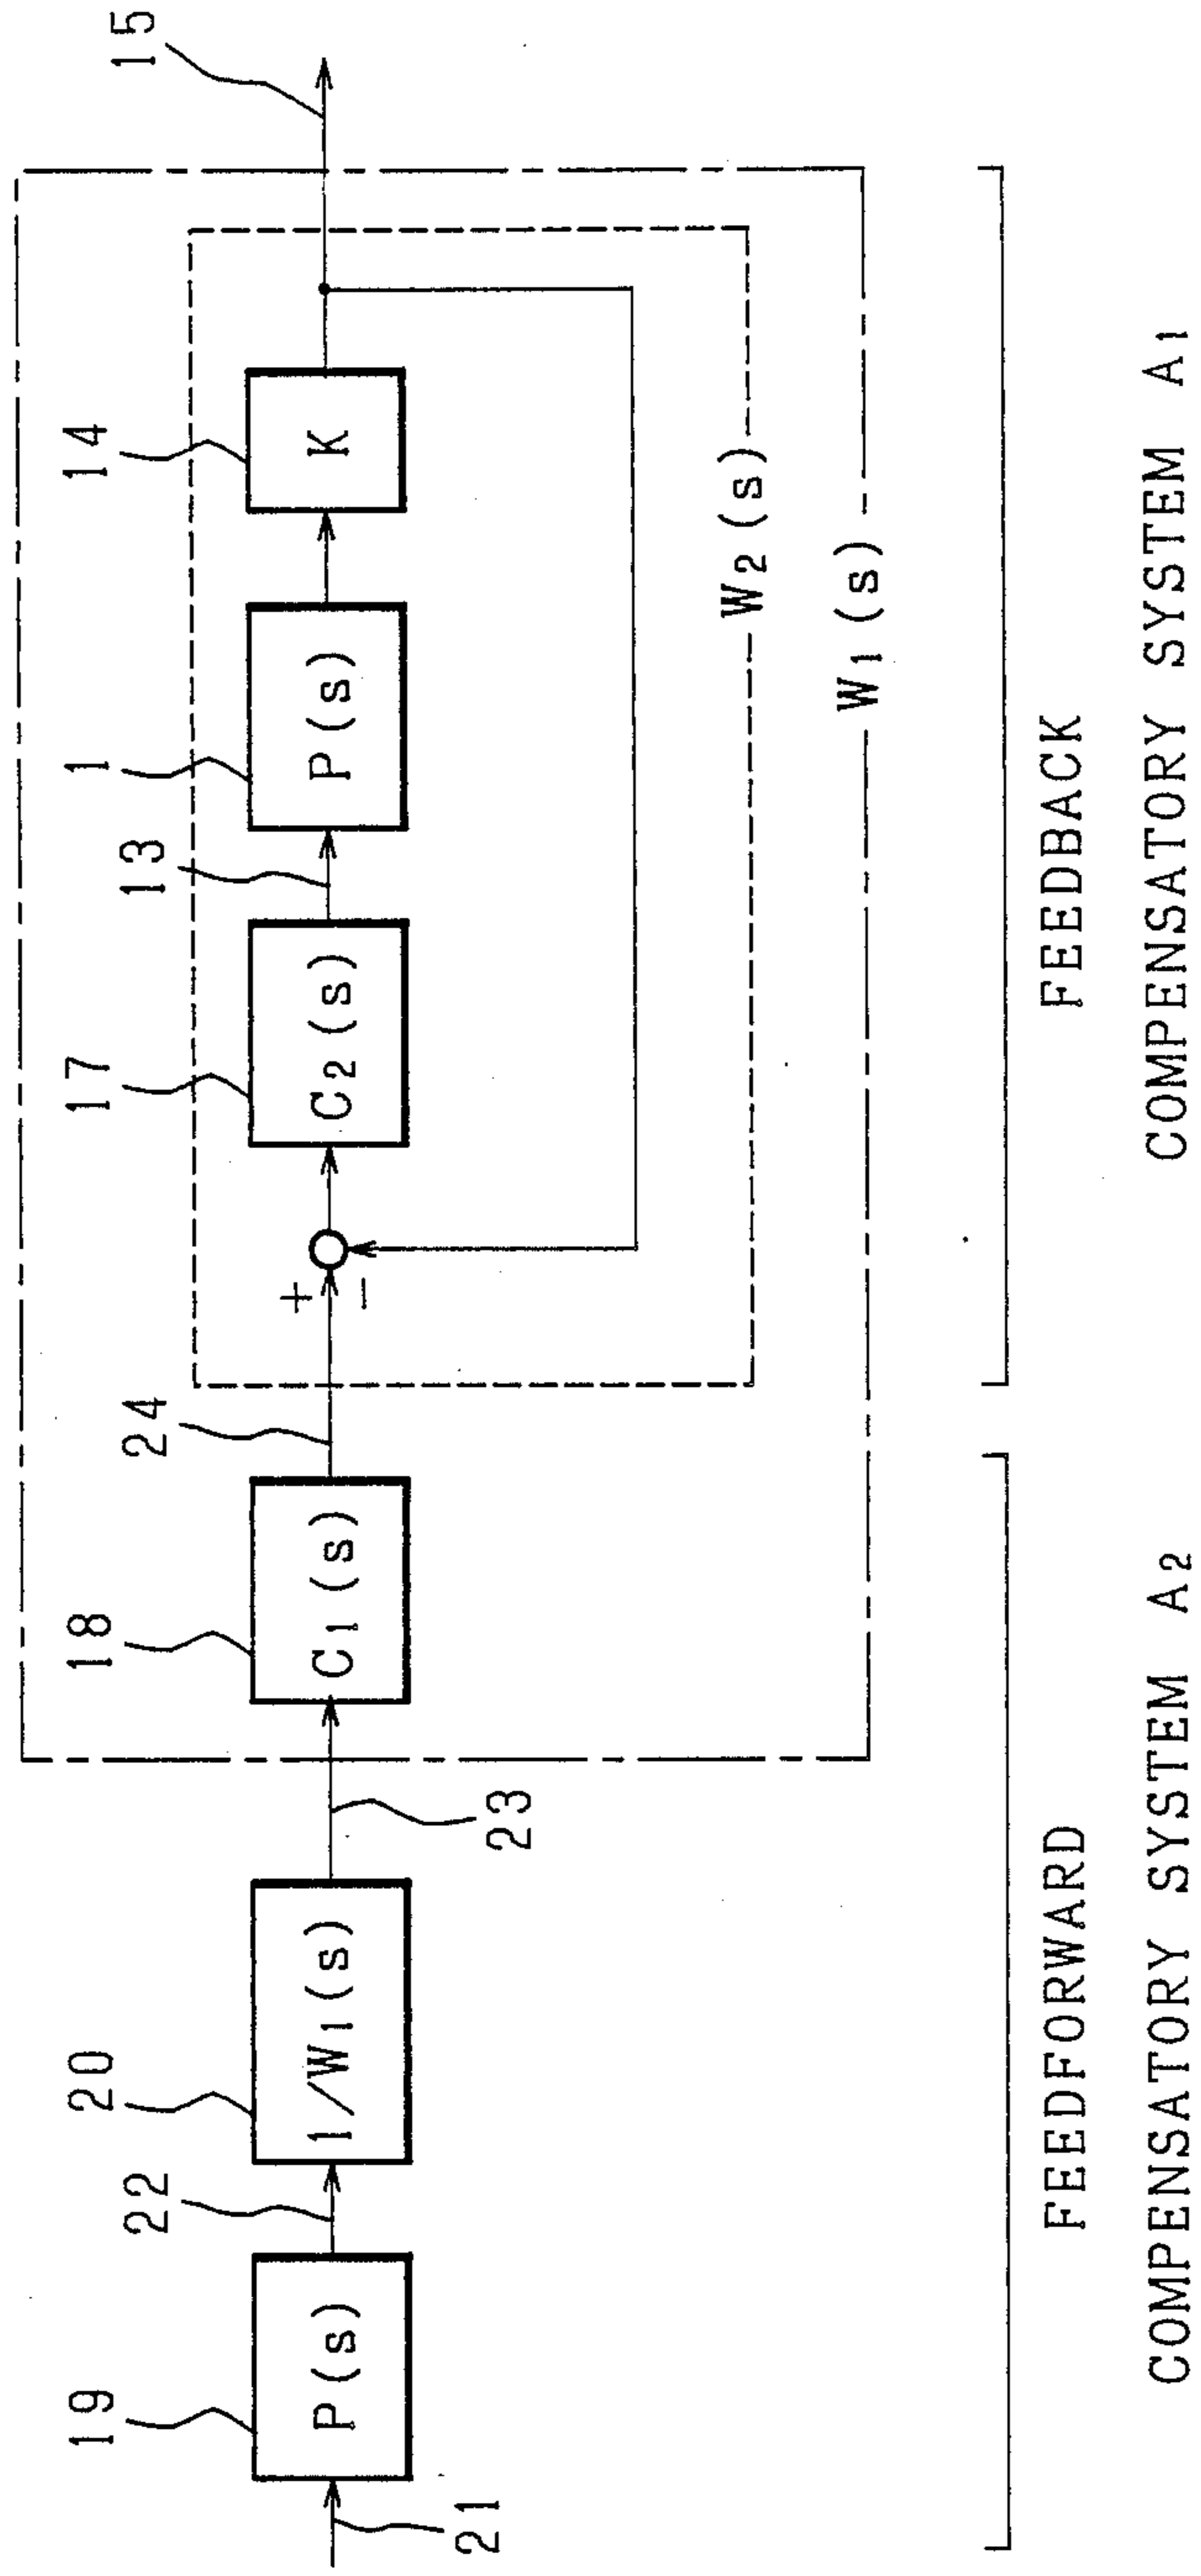 19
20
18
17
1
14
22
24
13
15
P(s)
1/W1(s)
C1(s)
C2(s)
P(s)
K
+
−
21
23
W2(s)
W1(s)
FEEDFORWARD
COMPENSATORY SYSTEM A2
FEEDBACK
COMPENSATORY SYSTEM A1